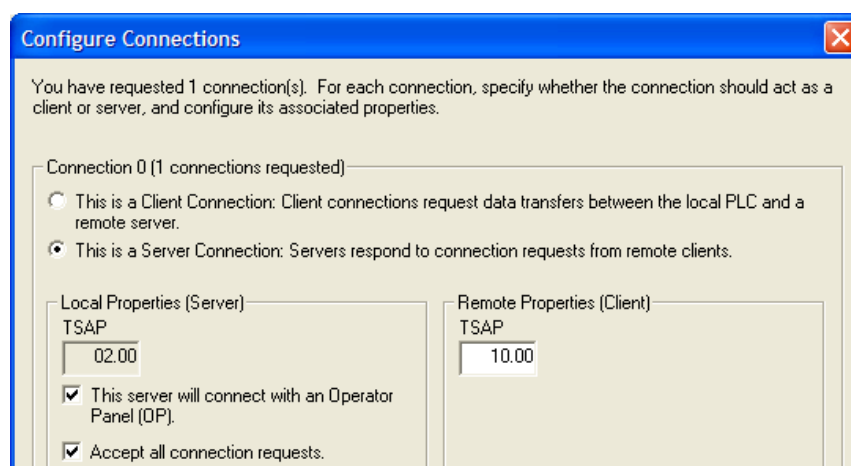 Configure Connections
You have requested 1 connection(s). For each connection, specify whether the connection should act as a
client or server, and configure its associated properties.
Connection 0 (1 connections requested)
This is a Client Connection: Client connections request data transfers between the local PLC and a
remote server.
This is a Server Connection: Servers respond to connection requests from remote clients.
Local Properties (Server)
TSAP
02.00
This server will connect with an Operator
Panel (OP).
Accept all connection requests.
Remote Properties (Client)
TSAP
10.00